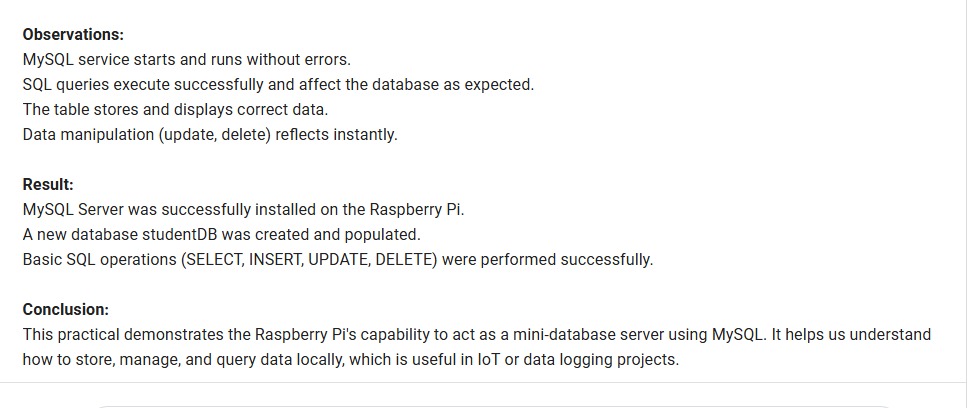 Observations:
MySQL service starts and runs without errors.
SQL queries execute successfully and affect the database as expected.
The table stores and displays correct data.
Data manipulation (update, delete) reflects instantly.
Result:
MySQL Server was successfully installed on the Raspberry Pi.
A new database studentDB was created and populated.
Basic SQL operations (SELECT, INSERT, UPDATE, DELETE) were performed successfully.
Conclusion:
This practical demonstrates the Raspberry Pi's capability to act as a mini-database server using MySQL. It helps us understand
how to store, manage, and query data locally, which is useful in IoT or data logging projects.